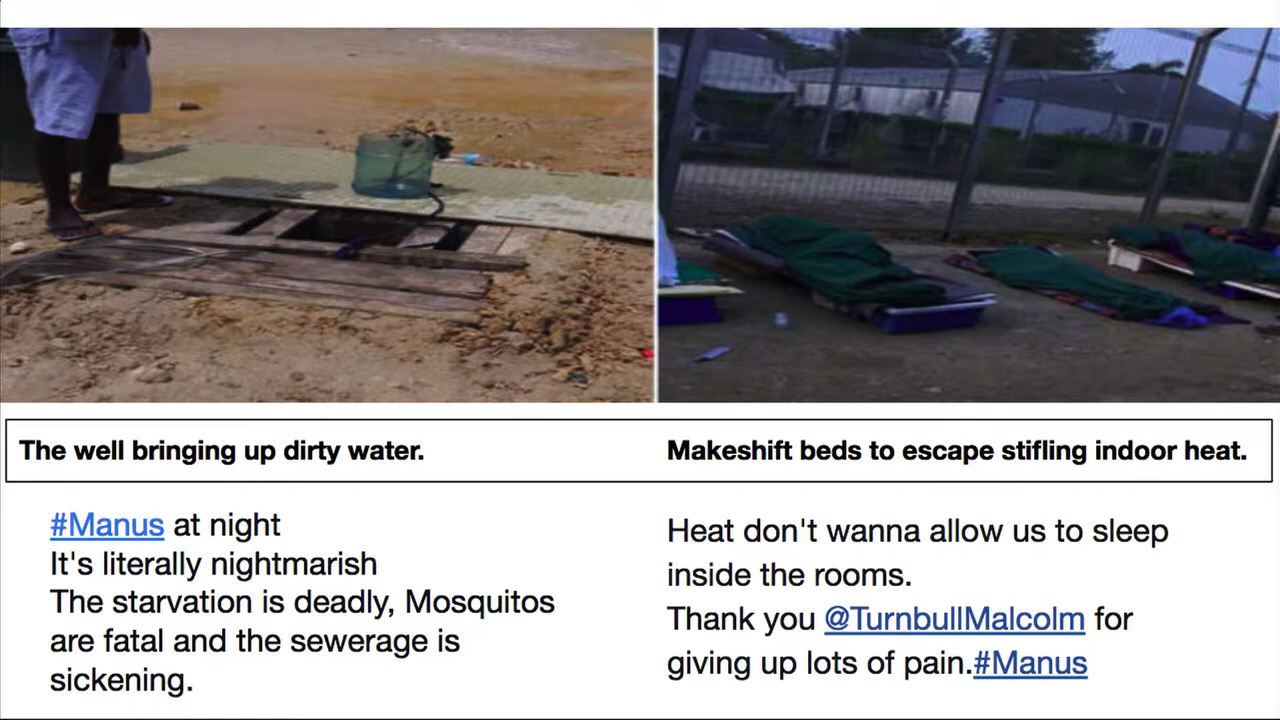 The well bringing up dirty water.
Makeshift beds to escape stifling indoor heat.
#Manus at night
It's literally nightmarish
The starvation is deadly, Mosquitos
are fatal and the sewerage is
sickening.
Heat don't wanna allow us to sleep
inside the rooms.
Thank you @TurnbullMalcolm for
giving up lots of pain.#Manus